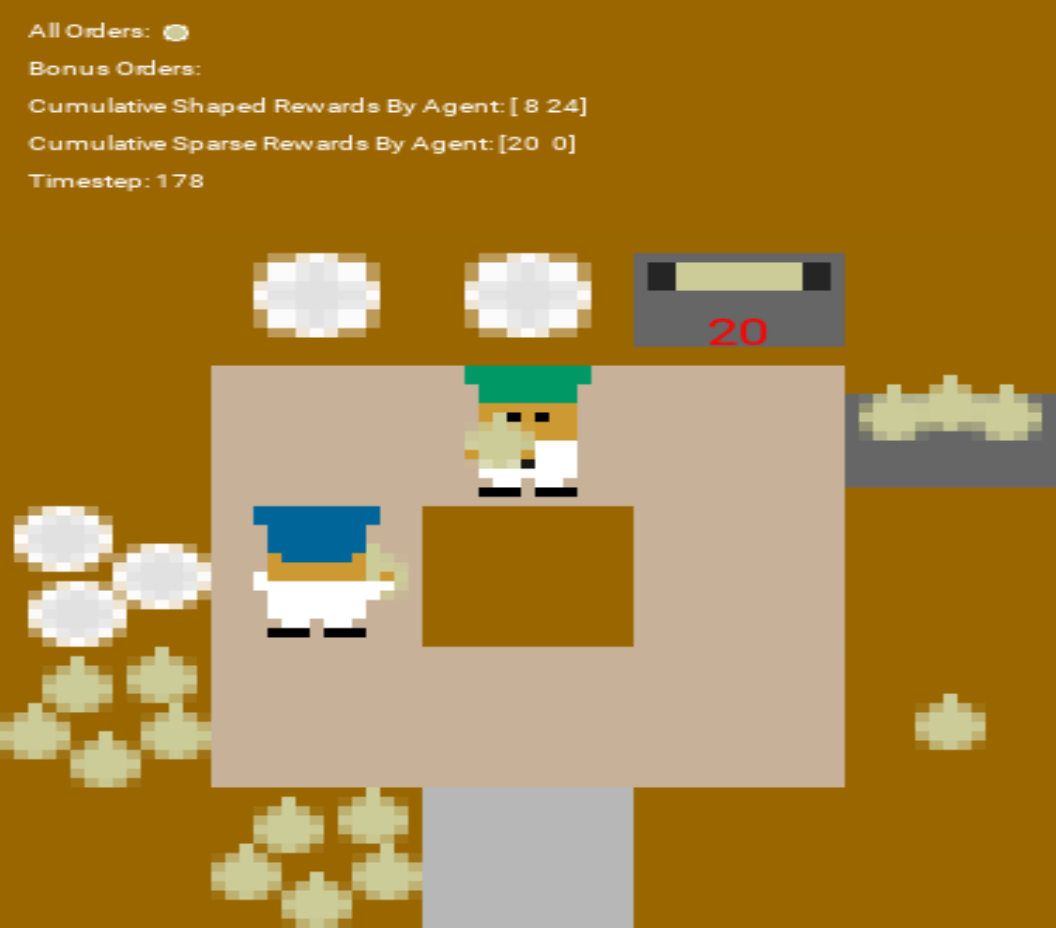 All Orders:
Bonus Orders:
Cumulative Shaped Rewards By Agent: [ 8 24]
Cumulative Sparse Rewards By Agent: [20  0]
Timestep: 178
20